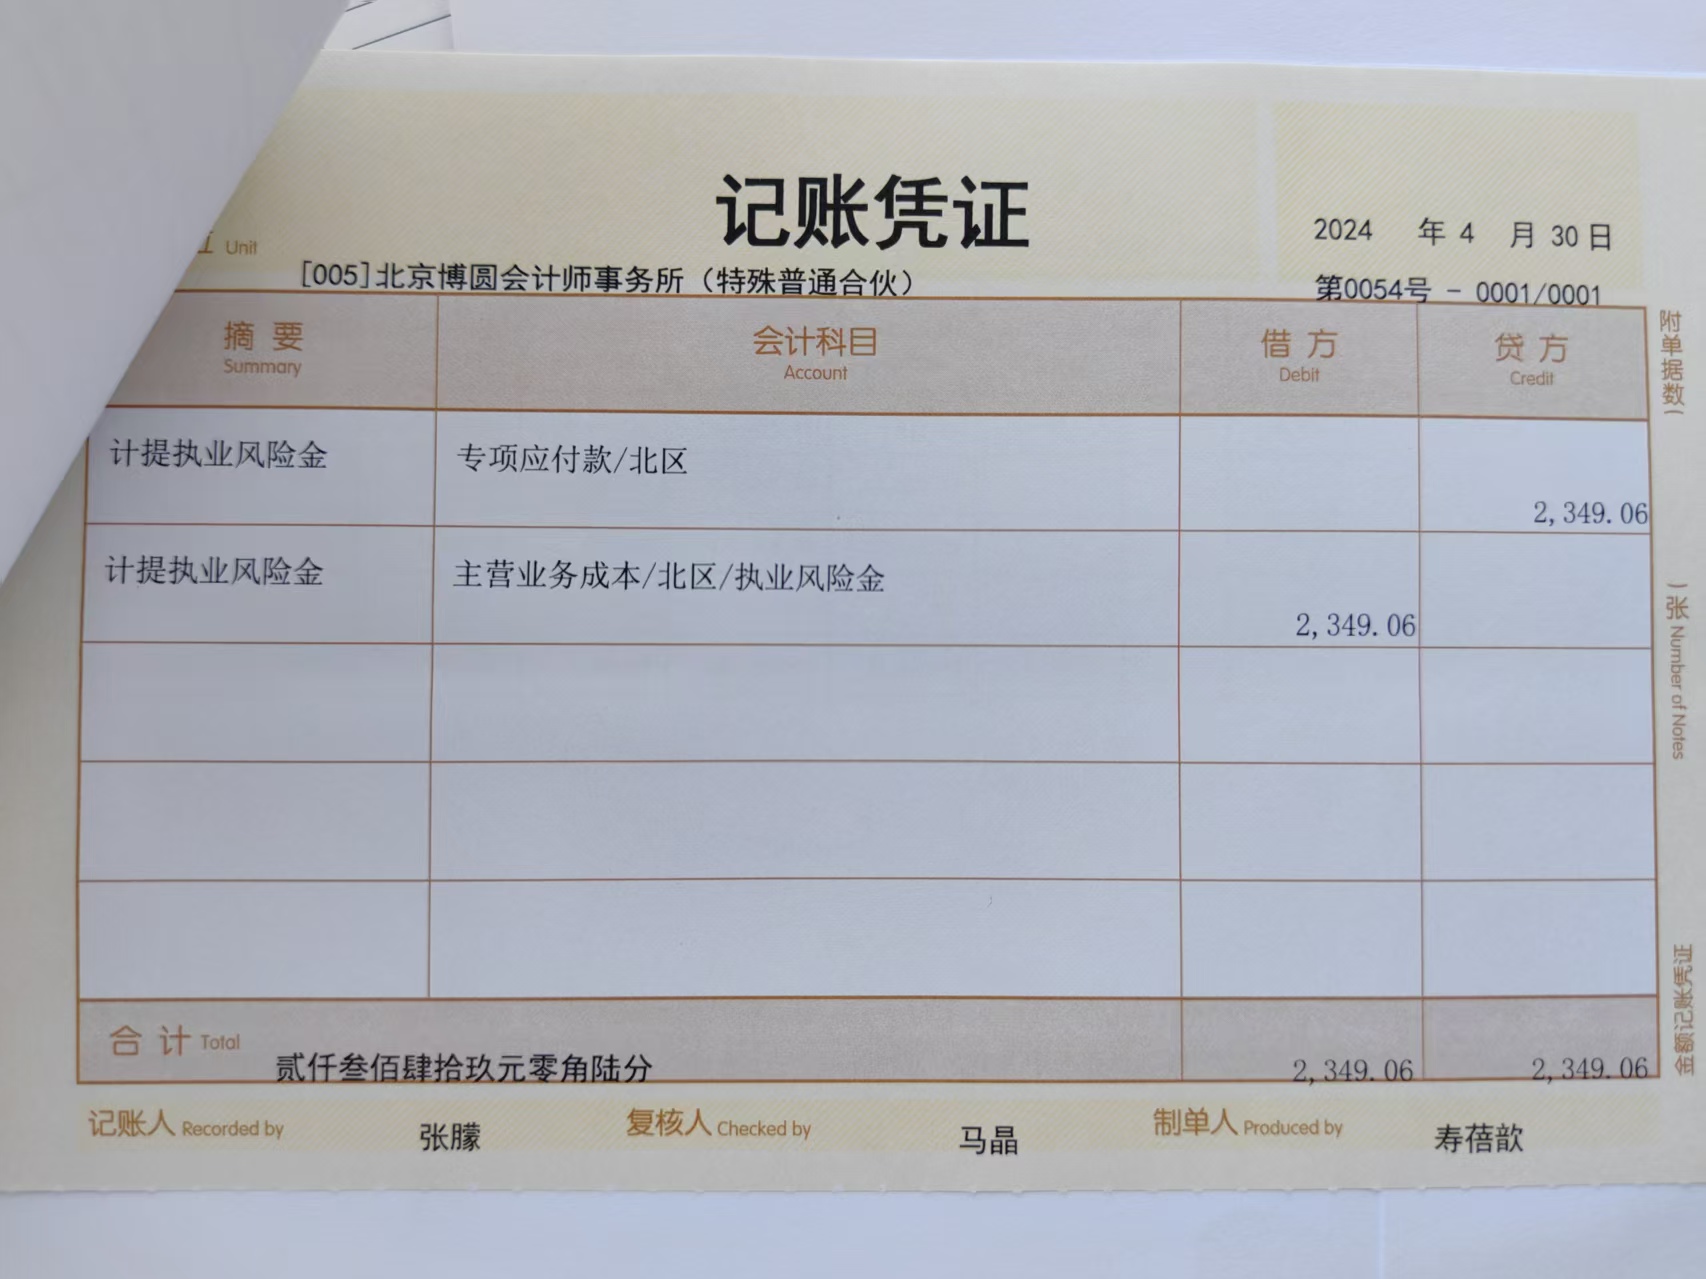 记账凭证
2024 年 4 月 30 日
Unit
[005]北京博圆会计师事务所（特殊普通合伙）
第0054号 - 0001/0001
摘要 会计科目 借方 贷方
Summary Account Debit Credit
计提执业风险金 专项应付款/北区 2,349.06
计提执业风险金 主营业务成本/北区/执业风险金 2,349.06
合计 Total 贰仟叁佰肆拾玖元零角陆分 2,349.06 2,349.06
记账人 Recorded by 张朦 复核人 Checked by 马晶 制单人 Produced by 寿蓓歆
附单据数( )张 Number of Notes
金额记账凭证